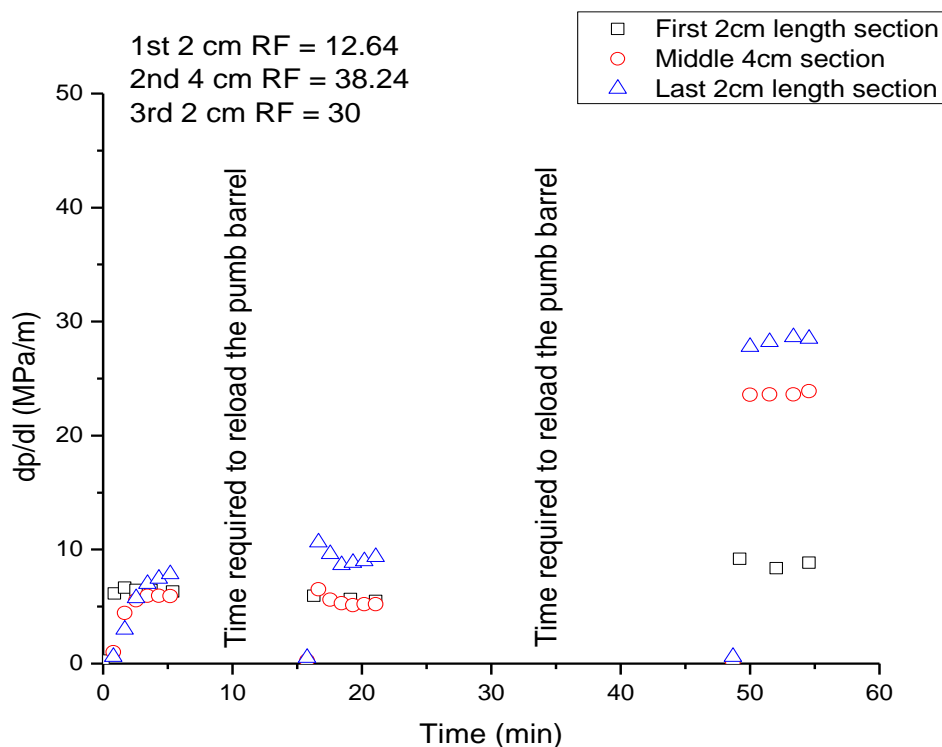 First 2cm length section
Middle 4cm section
Last 2cm length section
1st 2 cm RF = 12.64
2nd 4 cm RF = 38.24
3rd 2 cm RF = 30
dp/dl (MPa/m)
50
40
30
20
10
0
Time required to reload the pumb barrel
Time required to reload the pumb barrel
0 10 20 30 40 50 60
Time (min)